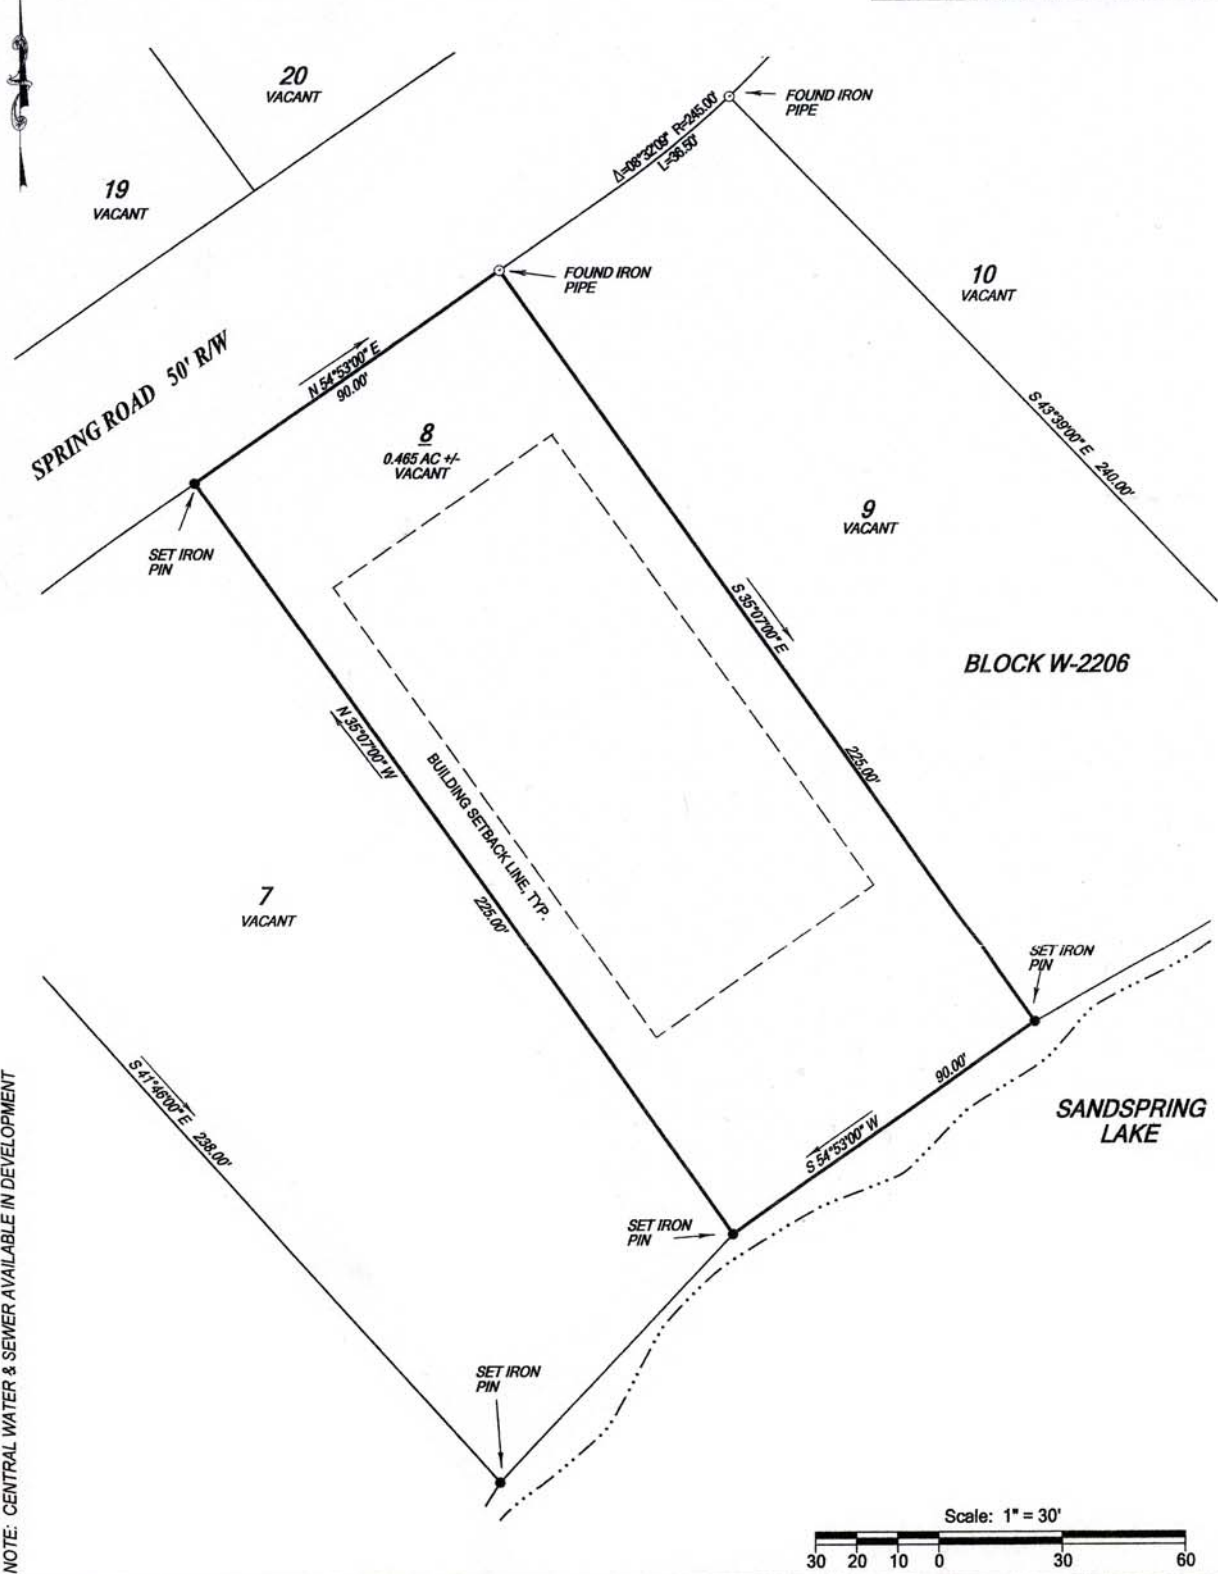 20
VACANT
19
VACANT
Δ=08°32'09" R=245.00'
L=36.50'
FOUND IRON
PIPE
FOUND IRON
PIPE
10
VACANT
SPRING ROAD 50' R/W
N 54°53'00" E
90.00'
8
0.465 AC +/-
VACANT
S 43°39'00" E 240.00'
9
VACANT
SET IRON
PIN
S 35°07'00" E
225.00'
BLOCK W-2206
N 35°07'00" W
225.00'
BUILDING SETBACK LINE, TYP.
7
VACANT
SET IRON
PIN
S 41°46'00" E 238.00'
90.00'
S 54°53'00" W
SANDSPRING
LAKE
SET IRON
PIN
SET IRON
PIN
NOTE: CENTRAL WATER & SEWER AVAILABLE IN DEVELOPMENT
Scale: 1" = 30'
30 20 10 0 30 60